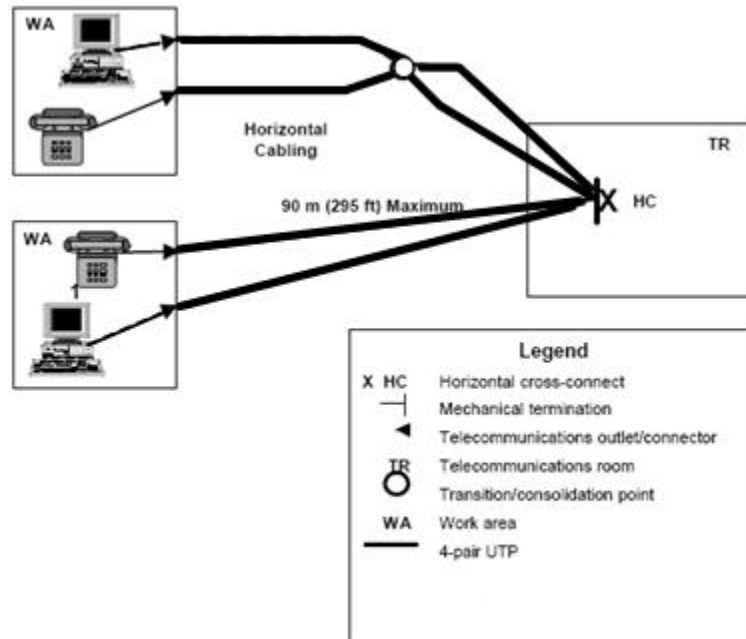 WA
Horizontal
Cabling
TR
90 m (295 ft) Maximum
X HC
WA
Legend
X HC Horizontal cross-connect
Mechanical termination
Telecommunications outlet/connector
TR Telecommunications room
Transition/consolidation point
WA Work area
4-pair UTP